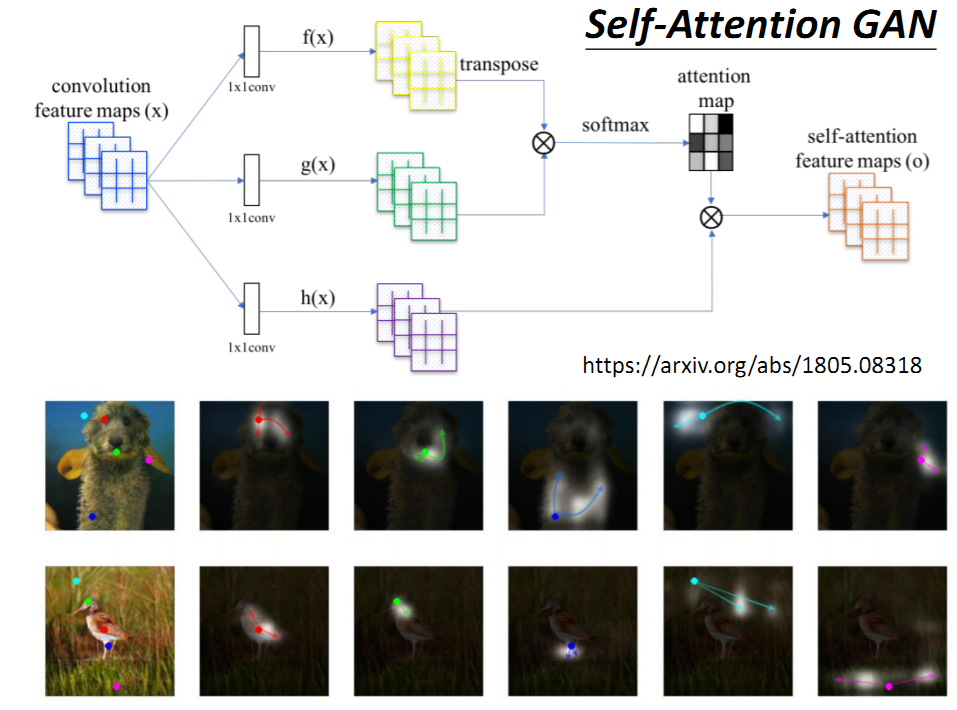 Self-Attention GAN
convolution
feature maps (x)
f(x)
1x1conv
transpose
g(x)
1x1conv
h(x)
1x1conv
softmax
attention
map
self-attention
feature maps (o)
https://arxiv.org/abs/1805.08318